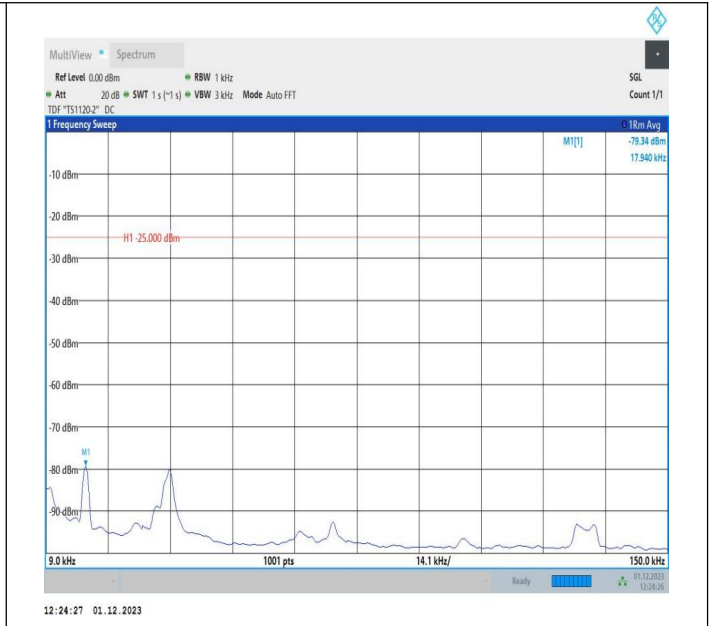 R S
MultiView Spectrum
Ref Level 0.00 dBm RBW 1 kHz SGL
Att 20 dB SWT 1 s (~1 s) VBW 3 kHz Mode Auto FFT Count 1/1
TDF "TS1120-2" DC
1 Frequency Sweep 1Rm Avg
M1[1] -79.34 dBm
17.940 kHz
-10 dBm
-20 dBm
H1 -25.000 dBm
-30 dBm
-40 dBm
-50 dBm
-60 dBm
-70 dBm
M1
-80 dBm
-90 dBm
9.0 kHz 1001 pts 14.1 kHz/ 150.0 kHz
Ready 01.12.2023
12:24:26
12:24:27 01.12.2023